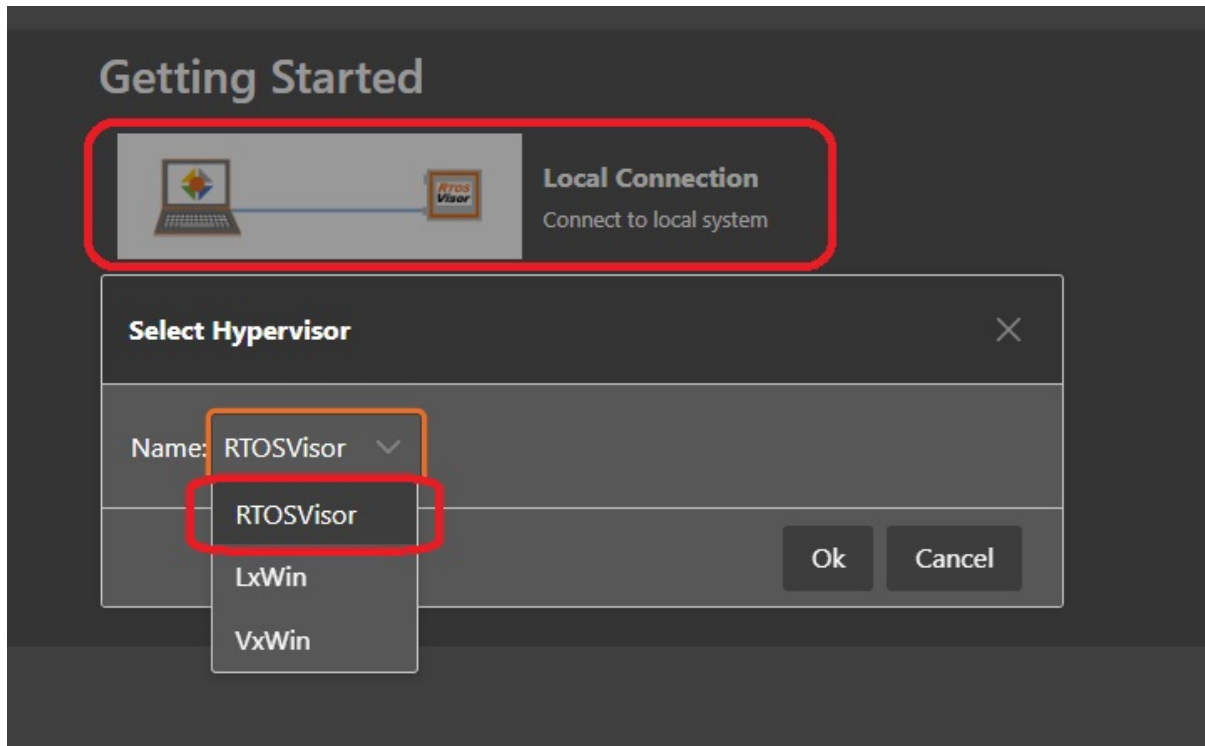 Getting Started
RTOS
Visor
Local Connection
Connect to local system
Select Hypervisor
Name: RTOSVisor
RTOSVisor
LxWin
VxWin
Ok Cancel